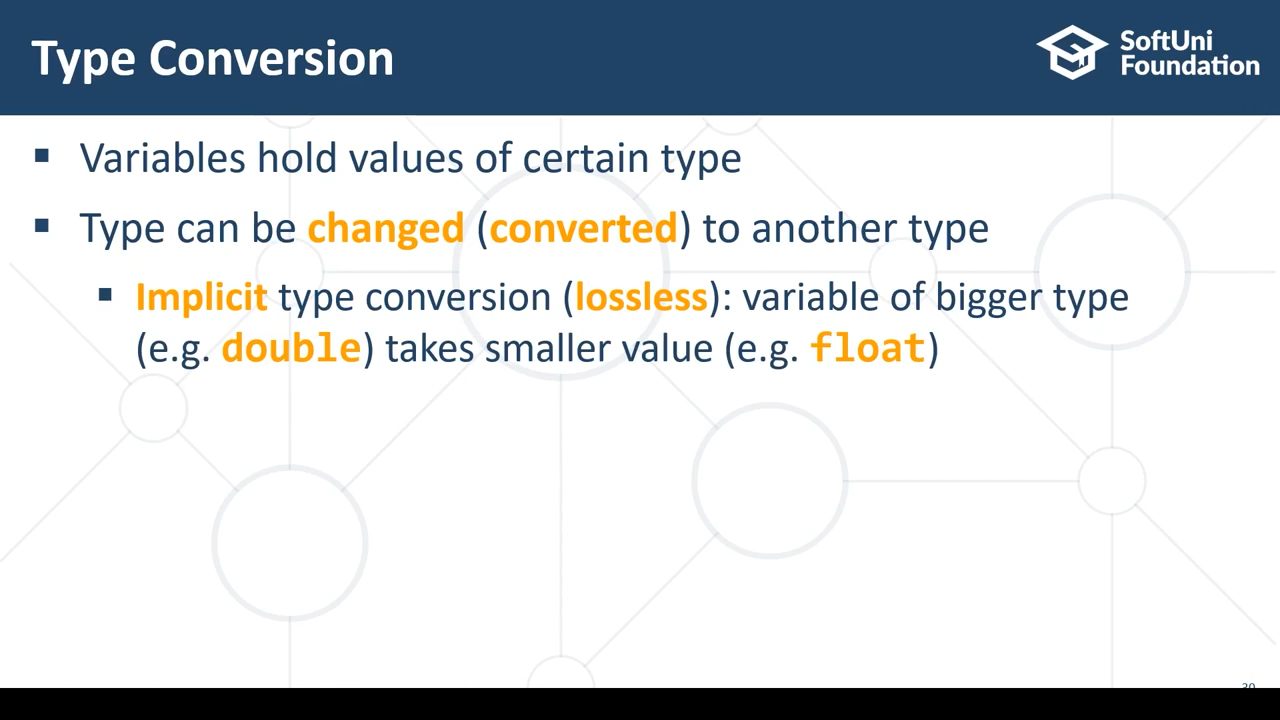 Type Conversion
SoftUni
Foundation
▪ Variables hold values of certain type
▪ Type can be changed (converted) to another type
▪ Implicit type conversion (lossless): variable of bigger type
(e.g. double) takes smaller value (e.g. float)
30